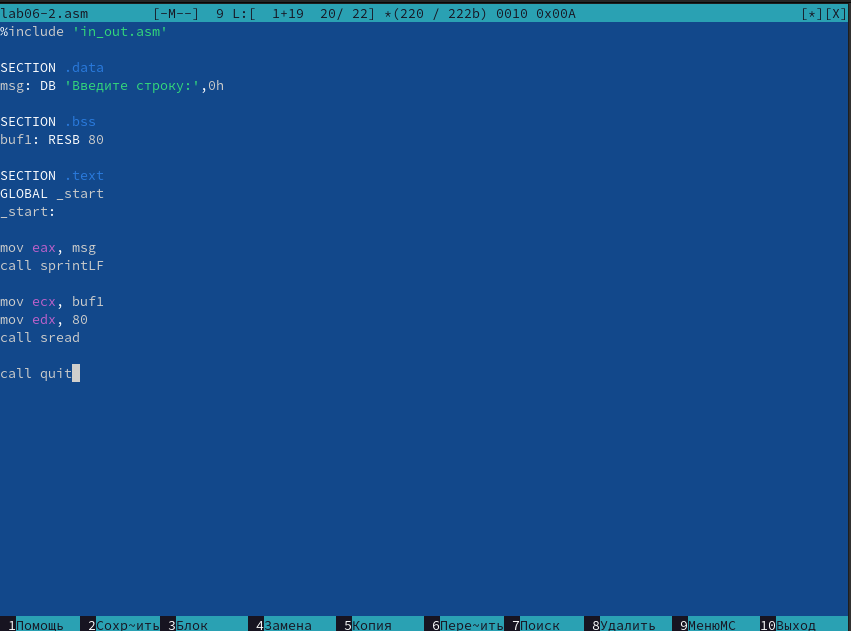 lab06-2.asm [-M--] 9 L:[ 1+19 20/ 22] *(220 / 222b) 0010 0x00A [*][X]
%include 'in_out.asm'
SECTION .data
msg: DB 'Введите строку:',0h
SECTION .bss
buf1: RESB 80
SECTION .text
GLOBAL _start
_start:
mov eax, msg
call sprintLF
mov ecx, buf1
mov edx, 80
call sread
call quit
1Помощь 2Сохр~ить 3Блок 4Замена 5Копия 6Пере~ить 7Поиск 8Удалить 9МенюMC 10Выход